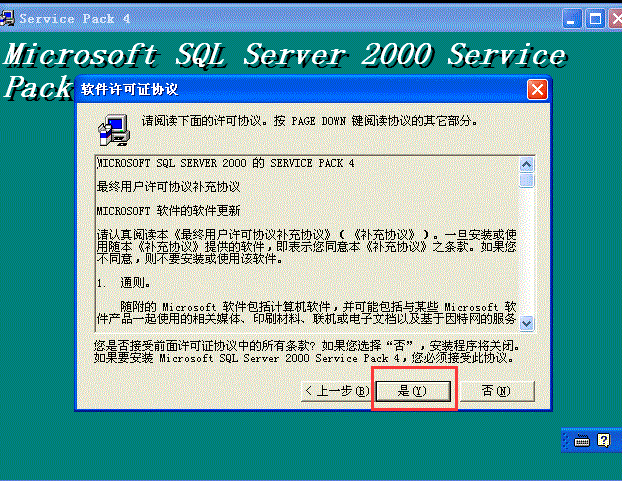 Service Pack 4
Microsoft SQL Server 2000 Service
Pack
软件许可证协议
请阅读下面的许可协议。按 PAGE DOWN 键阅读协议的其它部分。
MICROSOFT SQL SERVER 2000 的 SERVICE PACK 4
最终用户许可协议补充协议
MICROSOFT 软件的软件更新
请认真阅读本《最终用户许可协议补充协议》(《补充协议》)。一旦安装或使
用随本《补充协议》提供的软件,即表示您同意本《补充协议》之条款。如果您
不同意,则不要安装或使用该软件。
1. 通则。
随附的 Microsoft 软件包括计算机软件,并可能包括与某些 Microsoft 软
件产品一起使用的相关媒体、印刷材料、联机或电子文档以及基于因特网的服务
您是否接受前面许可证协议中的所有条款?如果您选择“否”,安装程序将关闭。
如果要安装 Microsoft SQL Server 2000 Service Pack 4,您必须接受此协议。
< 上一步(B)
是(Y)
否(N)